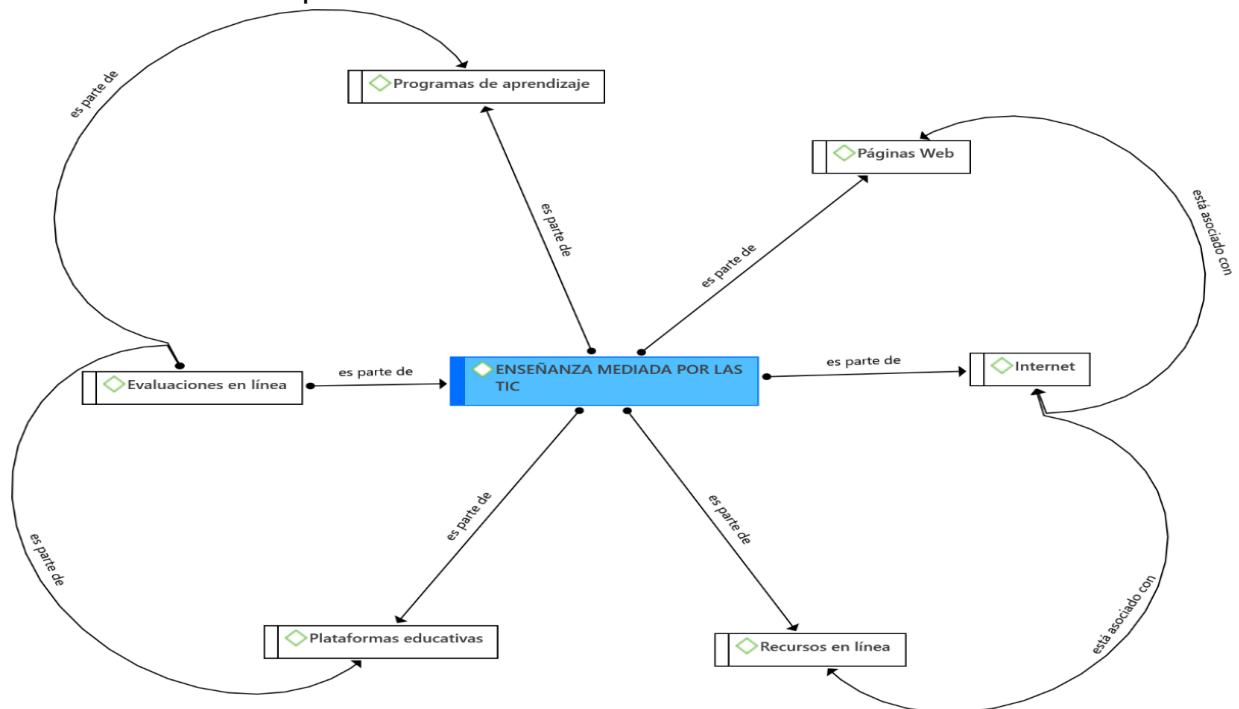 es parte de
Programas de aprendizaje
Páginas Web
es parte de
está asociado con
es parte de
Evaluaciones en línea
es parte de
ENSEÑANZA MEDIADA POR LAS
TIC
es parte de
Internet
es parte de
es parte de
es parte de
está asociado con
Plataformas educativas
Recursos en línea